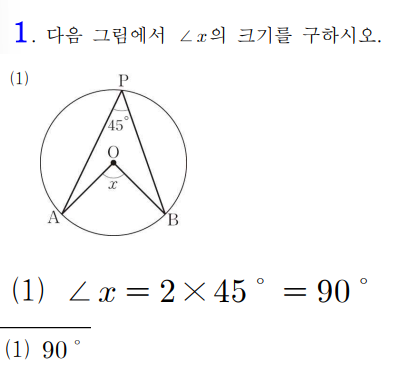 1. 다음 그림에서 ∠x의 크기를 구하시오.
(1)
P
45°
O
x
A B
(1) ∠x = 2×45° = 90°
(1) 90°